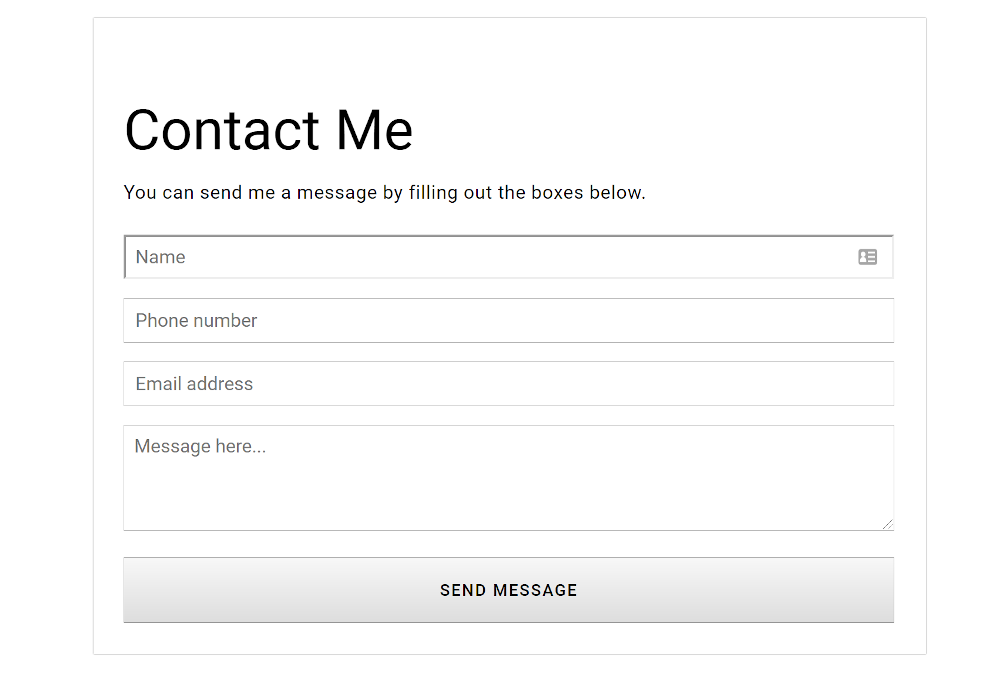 Contact Me
You can send me a message by filling out the boxes below.
Name
Phone number
Email address
Message here...
SEND MESSAGE